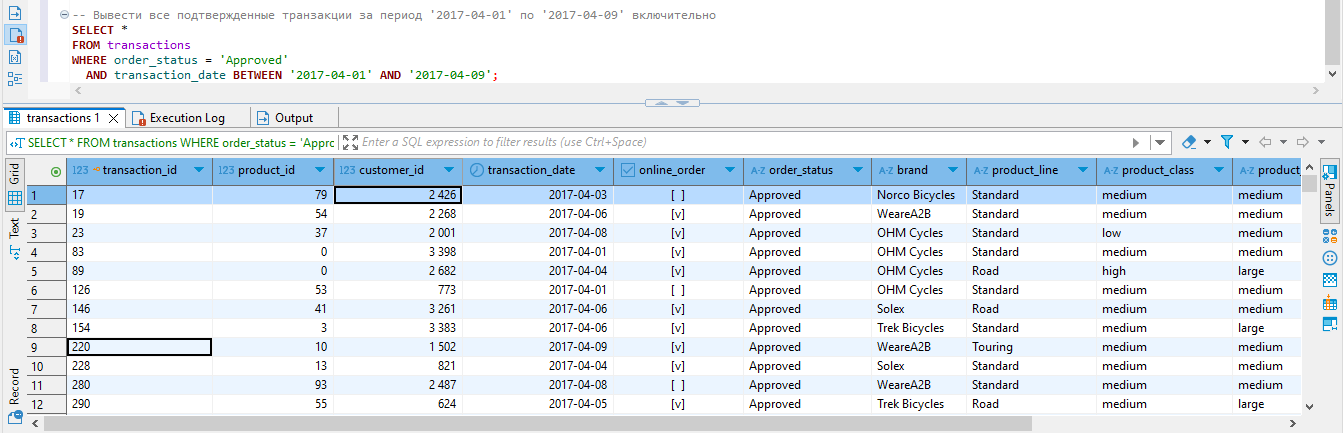 -- Вывести все подтвержденные транзакции за период '2017-04-01' по '2017-04-09' включительно
SELECT *
FROM transactions
WHERE order_status = 'Approved'
AND transaction_date BETWEEN '2017-04-01' AND '2017-04-09';
transactions 1 Execution Log Output
SELECT * FROM transactions WHERE order_status = 'Apprc Enter a SQL expression to filter results (use Ctrl+Space)
Grid
Text
Record
Panels
123 transaction_id 123 product_id 123 customer_id transaction_date online_order A-Z order_status A-Z brand A-Z product_line A-Z product_class A-Z product_
1 17 79 2 426 2017-04-03 [ ] Approved Norco Bicycles Standard medium medium
2 19 54 2 268 2017-04-06 [v] Approved WeareA2B Standard medium medium
3 23 37 2 001 2017-04-08 [v] Approved OHM Cycles Standard low medium
4 83 0 3 398 2017-04-01 [v] Approved OHM Cycles Standard medium medium
5 89 0 2 682 2017-04-04 [v] Approved OHM Cycles Road high large
6 126 53 773 2017-04-01 [ ] Approved OHM Cycles Standard medium medium
7 146 41 3 261 2017-04-06 [v] Approved Solex Road medium medium
8 154 3 3 383 2017-04-06 [v] Approved Trek Bicycles Standard medium large
9 220 10 1 502 2017-04-09 [v] Approved WeareA2B Touring medium medium
10 228 13 821 2017-04-04 [v] Approved Solex Standard medium medium
11 280 93 2 487 2017-04-08 [ ] Approved WeareA2B Standard medium medium
12 290 55 624 2017-04-05 [v] Approved Trek Bicycles Road medium large